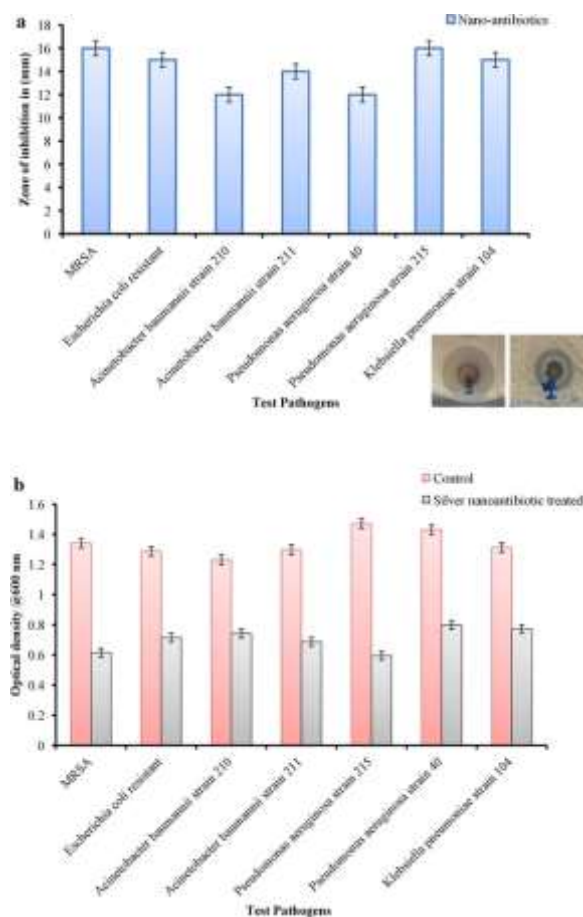 a
Nano-antibiotics
Zone of inhibition in (mm)
18
16
14
12
10
8
6
4
2
0
MRSA
Escherichia coli resistant
Acinetobacter baumannii strain 210
Acinetobacter baumannii strain 211
Pseudomonas aeruginosa strain 40
Pseudomonas aeruginosa strain 215
Klebsiella pneumoniae strain 104
Test Pathogens
b
Control
Silver nanoantibiotic treated
Optical density @600 nm
1.6
1.4
1.2
1
0.8
0.6
0.4
0.2
0
MRSA
Escherichia coli resistant
Acinetobacter baumannii strain 210
Acinetobacter baumannii strain 211
Pseudomonas aeruginosa strain 215
Pseudomonas aeruginosa strain 40
Klebsiella pneumoniae strain 104
Test Pathogens